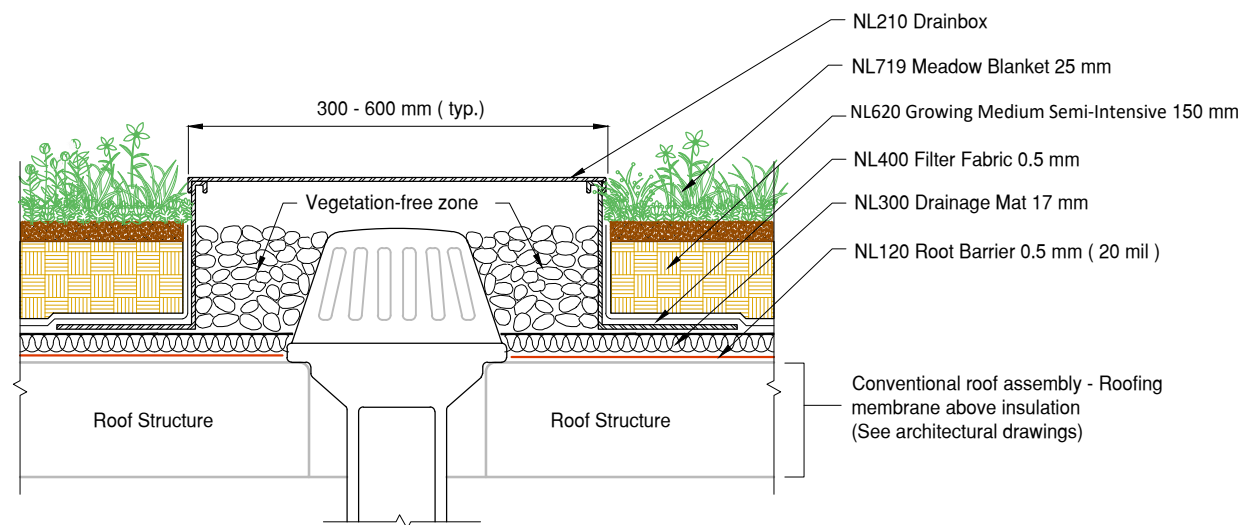 NL210 Drainbox
NL719 Meadow Blanket 25 mm
300 - 600 mm ( typ.)
NL620 Growing Medium Semi-Intensive 150 mm
NL400 Filter Fabric 0.5 mm
Vegetation-free zone
NL300 Drainage Mat 17 mm
NL120 Root Barrier 0.5 mm ( 20 mil )
Conventional roof assembly - Roofing
membrane above insulation
(See architectural drawings)
Roof Structure
Roof Structure